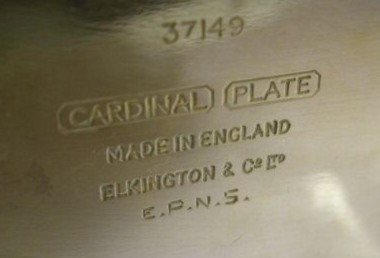 37149
CARDINAL PLATE
MADE IN ENGLAND
ELKINGTON & Co LTD
E.P.N.S.